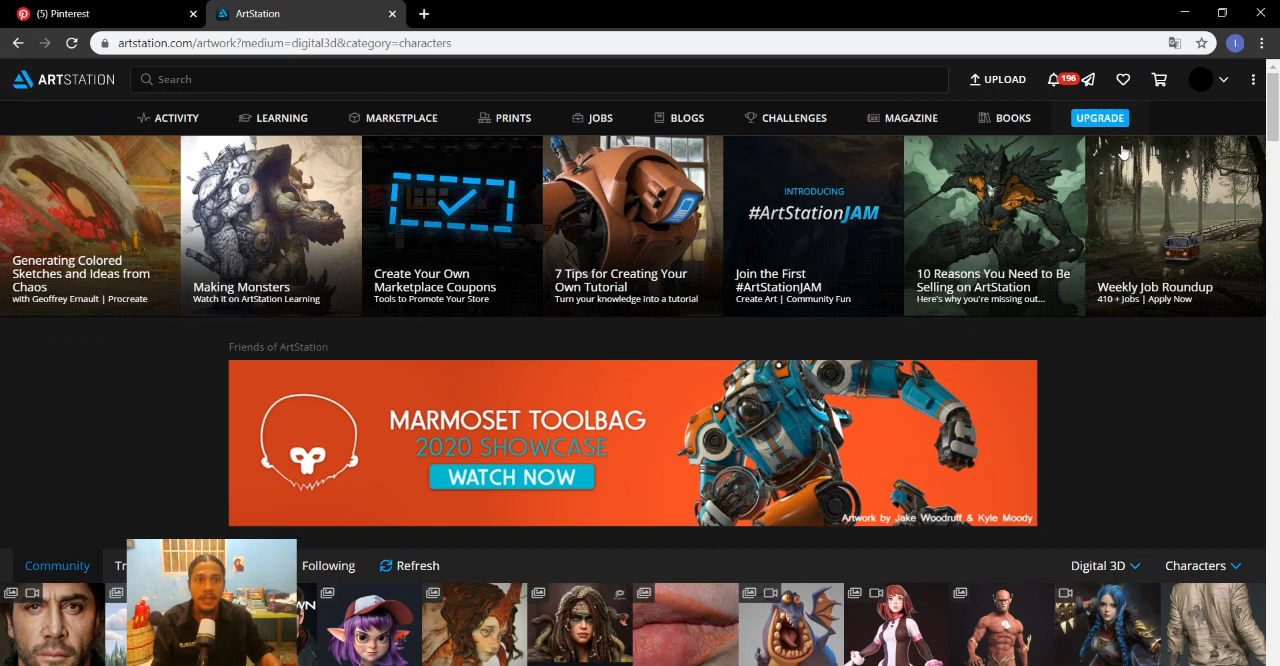 (5) Pinterest
ArtStation
artstation.com/artwork?medium=digital3d&category=characters
I
ARTSTATION
Search
UPLOAD
196
ACTIVITY
LEARNING
MARKETPLACE
PRINTS
JOBS
BLOGS
CHALLENGES
MAGAZINE
BOOKS
UPGRADE
Generating Colored
Sketches and Ideas from
Chaos
with Geoffrey Ernault | Procreate
Making Monsters
Watch it on ArtStation Learning
Create Your Own
Marketplace Coupons
Tools to Promote Your Store
7 Tips for Creating Your
Own Tutorial
Turn your knowledge into a tutorial
INTRODUCING
#ArtStationJAM
Join the First
#ArtStationJAM
Create Art | Community Fun
10 Reasons You Need to Be
Selling on ArtStation
Here's why you're missing out...
Weekly Job Roundup
410 + Jobs | Apply Now
Friends of ArtStation
MARMOSET TOOLBAG
2020 SHOWCASE
WATCH NOW
Artwork by Jake Woodruff, & Kyle Moody
Community
Tr
Following
Refresh
Digital 3D
Characters